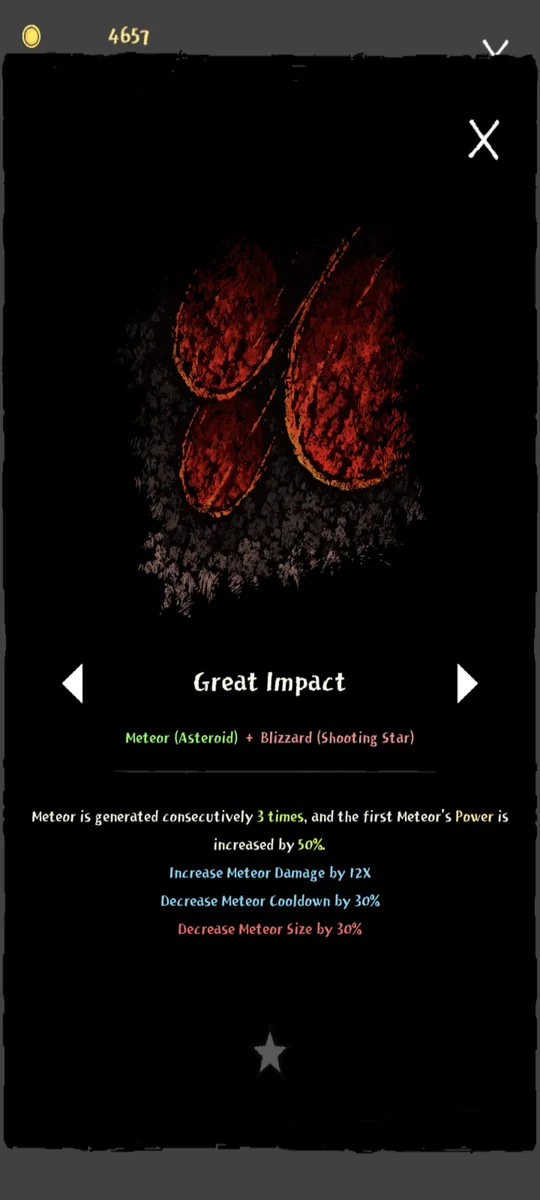 4657
X
Great Impact
Meteor (Asteroid) + Blizzard (Shooting Star)
Meteor is generated consecutively 3 times, and the first Meteor's Power is
increased by 50%.
Increase Meteor Damage by 12X
Decrease Meteor Cooldown by 30%
Decrease Meteor Size by 30%